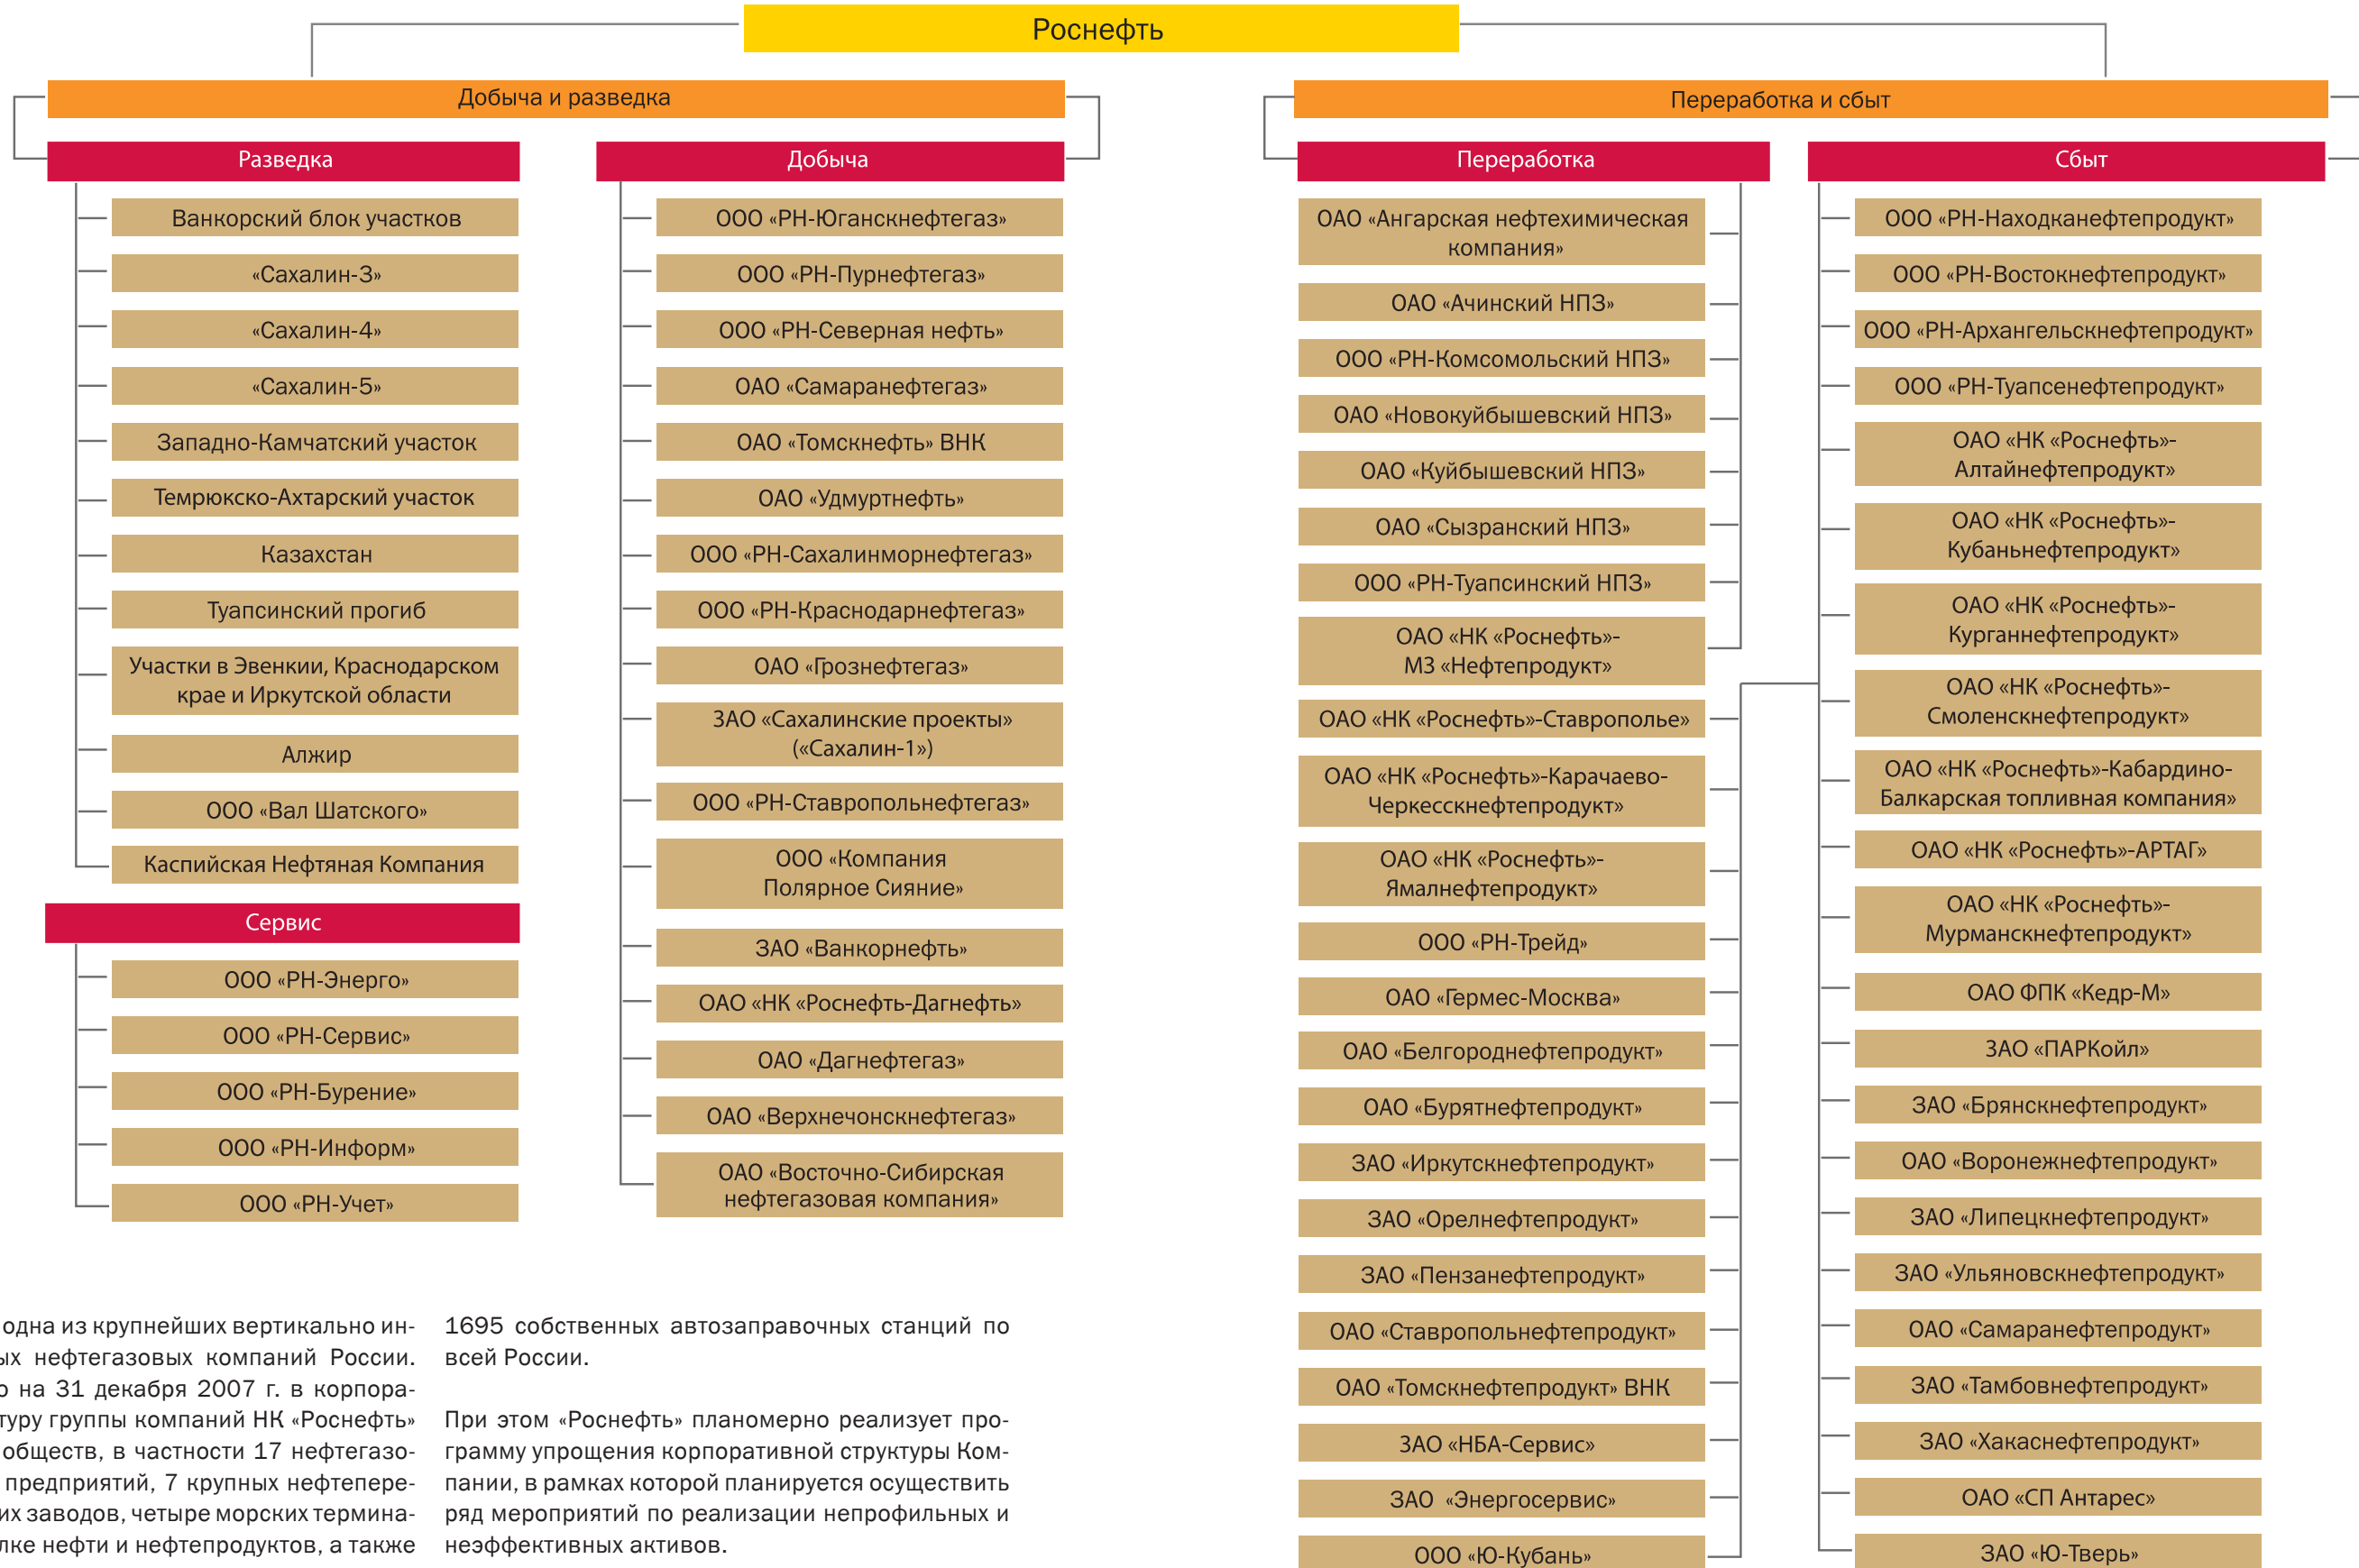 Роснефть
Добыча и разведка
Разведка
Ванкорский блок участков
«Сахалин-3»
«Сахалин-4»
«Сахалин-5»
Западно-Камчатский участок
Темрюкско-Ахтарский участок
Казахстан
Туапсинский прогиб
Участки в Эвенкии, Краснодарском
крае и Иркутской области
Алжир
ООО «Вал Шатского»
Каспийская Нефтяная Компания
Сервис
ООО «РН-Энерго»
ООО «РН-Сервис»
ООО «РН-Бурение»
ООО «РН-Информ»
ООО «РН-Учет»
Добыча
ООО «РН-Юганскнефтегаз»
ООО «РН-Пурнефтегаз»
ООО «РН-Северная нефть»
ОАО «Самаранефтегаз»
ОАО «Томскнефть» ВНК
ОАО «Удмуртнефть»
ООО «РН-Сахалинморнефтегаз»
ООО «РН-Краснодарнефтегаз»
ОАО «Грознефтегаз»
ЗАО «Сахалинские проекты»
(«Сахалин-1»)
ООО «РН-Ставропольнефтегаз»
ООО «Компания
Полярное Сияние»
ЗАО «Ванкорнефть»
ОАО «НК «Роснефть-Дагнефть»
ОАО «Дагнефтегаз»
ОАО «Верхнечонскнефтегаз»
ОАО «Восточно-Сибирская
нефтегазовая компания»
Переработка и сбыт
Переработка
ОАО «Ангарская нефтехимическая
компания»
ОАО «Ачинский НПЗ»
ООО «РН-Комсомольский НПЗ»
ОАО «Новокуйбышевский НПЗ»
ОАО «Куйбышевский НПЗ»
ОАО «Сызранский НПЗ»
ООО «РН-Туапсинский НПЗ»
ОАО «НК «Роснефть»-
МЗ «Нефтепродукт»
ОАО «НК «Роснефть»-Ставрополье»
ОАО «НК «Роснефть»-Карачаево-
Черкесскнефтепродукт»
ОАО «НК «Роснефть»-
Ямалнефтепродукт»
ООО «РН-Трейд»
ОАО «Гермес-Москва»
ОАО «Белгороднефтепродукт»
ОАО «Бурятнефтепродукт»
ЗАО «Иркутскнефтепродукт»
ЗАО «Орелнефтепродукт»
ЗАО «Пензанефтепродукт»
ОАО «Ставропольнефтепродукт»
ОАО «Томскнефтепродукт» ВНК
ЗАО «НБА-Сервис»
ЗАО «Энергосервис»
ООО «Ю-Кубань»
Сбыт
ООО «РН-Находканефтепродукт»
ООО «РН-Востокнефтепродукт»
ООО «РН-Архангельскнефтепродукт»
ООО «РН-Туапсенефтепродукт»
ОАО «НК «Роснефть»-
Алтайнефтепродукт»
ОАО «НК «Роснефть»-
Кубаньнефтепродукт»
ОАО «НК «Роснефть»-
Курганнефтепродукт»
ОАО «НК «Роснефть»-
Смоленскнефтепродукт»
ОАО «НК «Роснефть»-Кабардино-
Балкарская топливная компания»
ОАО «НК «Роснефть»-АРТАГ»
ОАО «НК «Роснефть»-
Мурманскнефтепродукт»
ОАО ФПК «Кедр-М»
ЗАО «ПАРКойл»
ЗАО «Брянскнефтепродукт»
ОАО «Воронежнефтепродукт»
ЗАО «Липецкнефтепродукт»
ЗАО «Ульяновскнефтепродукт»
ОАО «Самаранефтепродукт»
ЗАО «Тамбовнефтепродукт»
ЗАО «Хакаснефтепродукт»
ОАО «СП Антарес»
ЗАО «Ю-Тверь»
одна из крупнейших вертикально ин-
ых нефтегазовых компаний России.
о на 31 декабря 2007 г. в корпора-
туру группы компаний НК «Роснефть»
обществ, в частности 17 нефтегазо-
предприятий, 7 крупных нефтепере-
их заводов, четыре морских термина-
лке нефти и нефтепродуктов, а также
1695 собственных автозаправочных станций по
всей России.
При этом «Роснефть» планомерно реализует про-
грамму упрощения корпоративной структуры Ком-
пании, в рамках которой планируется осуществить
ряд мероприятий по реализации непрофильных и
неэффективных активов.